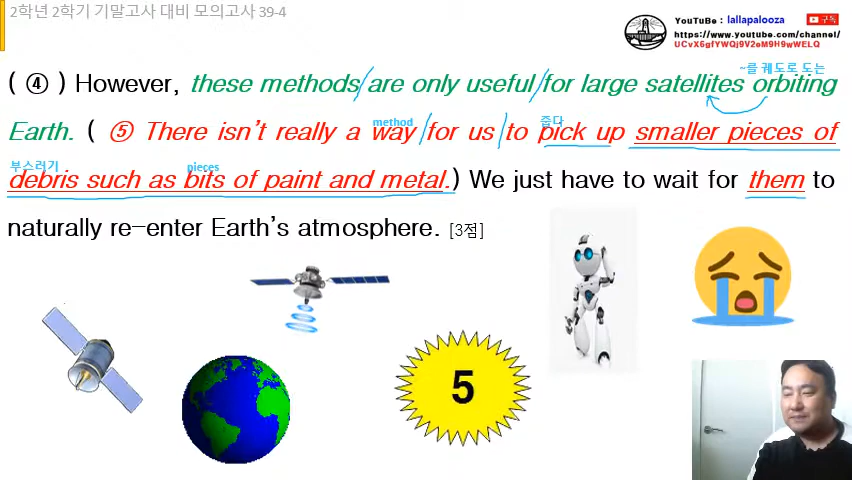 2학년 2학기 기말고사 대비 모의고사 39-4
YouTuBe : lallapalooza 구독
https://www.youtube.com/channel/
UCvX6gfYWQj9V2eM9H9wWELQ
~를 궤도로 도는
( ④ ) However, these methods are only useful for large satellites orbiting
method 줍다
Earth. ( ⑤ There isn't really a way for us to pick up smaller pieces of
부스러기 pieces
debris such as bits of paint and metal.) We just have to wait for them to
naturally re-enter Earth's atmosphere. [3점]
5